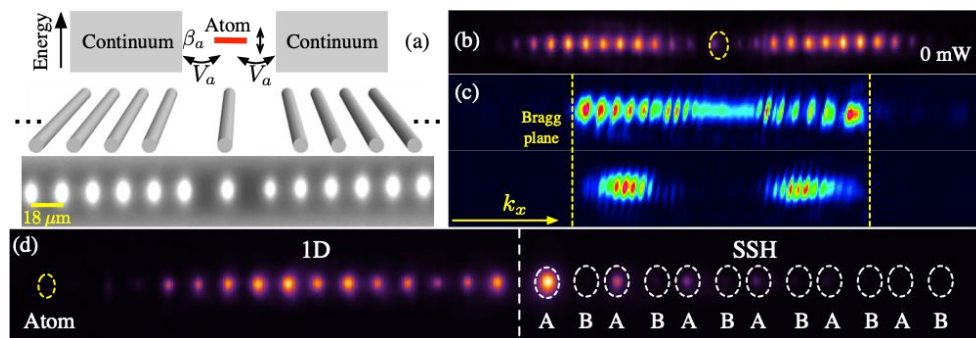 Energy
Continuum
β_a
Atom
Continuum
(a)
V_a
V_a
...
...
18 μm
(b)
0 mW
(c)
Bragg
plane
k_x
(d)
1D
SSH
Atom
A B A B A B A B A B A B